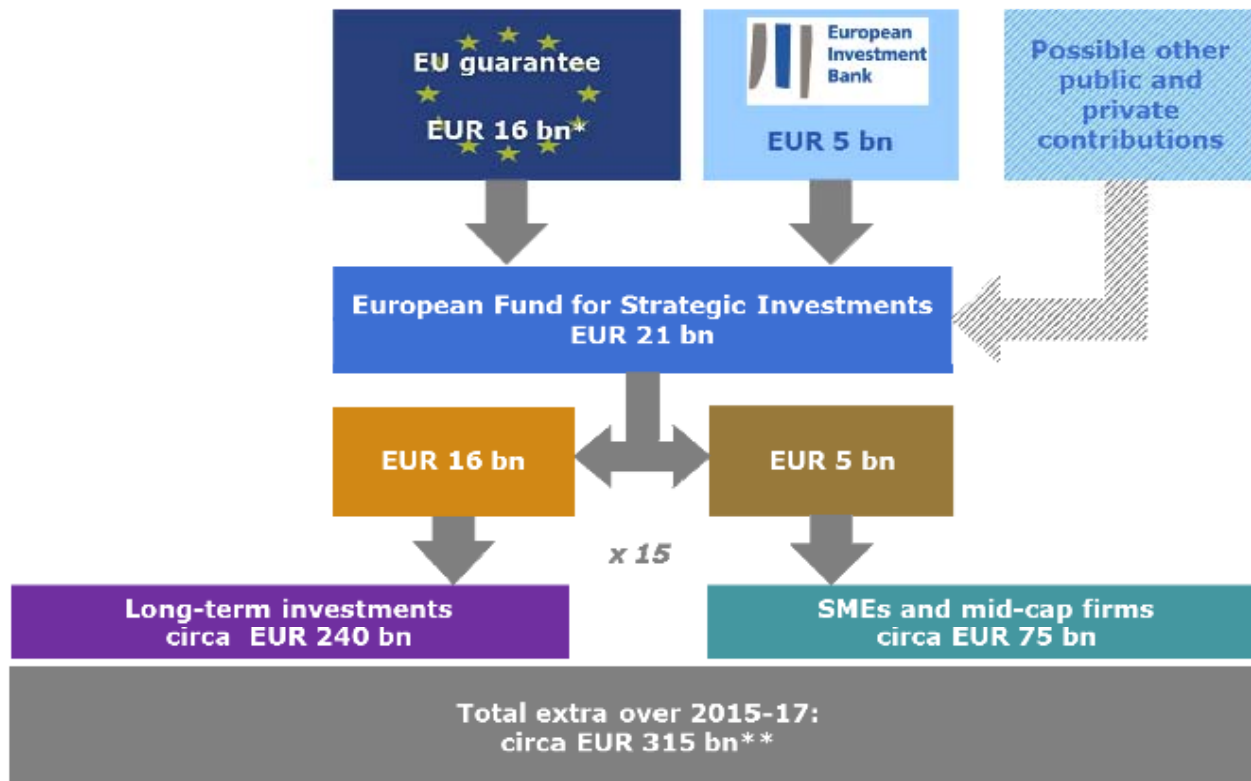 EU guarantee
EUR 16 bn*
European
Investment
Bank
EUR 5 bn
Possible other
public and
private
contributions
European Fund for Strategic Investments
EUR 21 bn
EUR 16 bn
EUR 5 bn
x 15
Long-term investments
circa EUR 240 bn
SMEs and mid-cap firms
circa EUR 75 bn
Total extra over 2015-17:
circa EUR 315 bn**